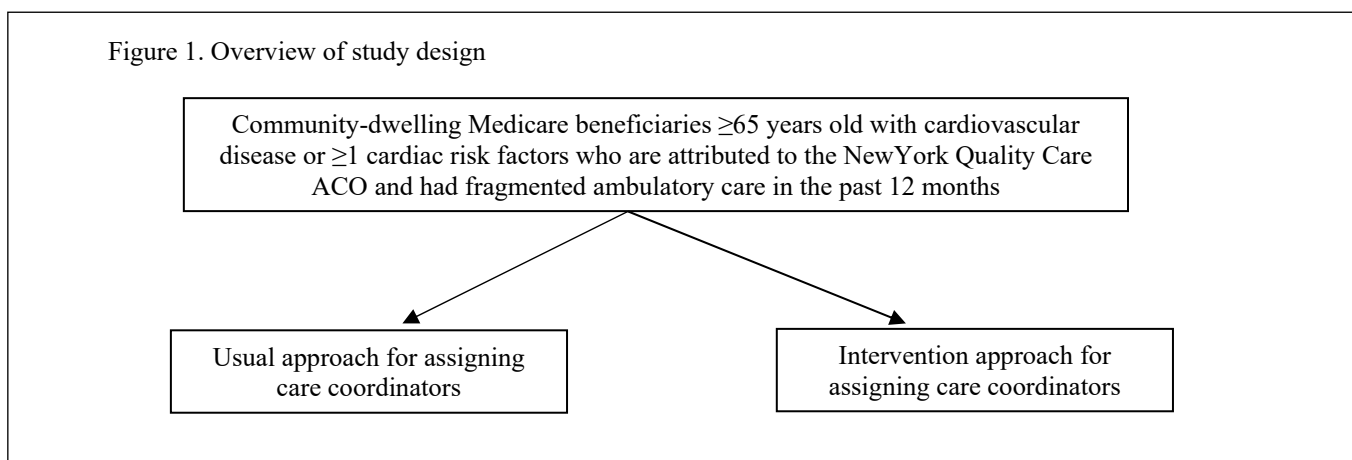 Figure 1. Overview of study design
Community-dwelling Medicare beneficiaries ≥65 years old with cardiovascular
disease or ≥1 cardiac risk factors who are attributed to the NewYork Quality Care
ACO and had fragmented ambulatory care in the past 12 months
Usual approach for assigning
care coordinators
Intervention approach for
assigning care coordinators